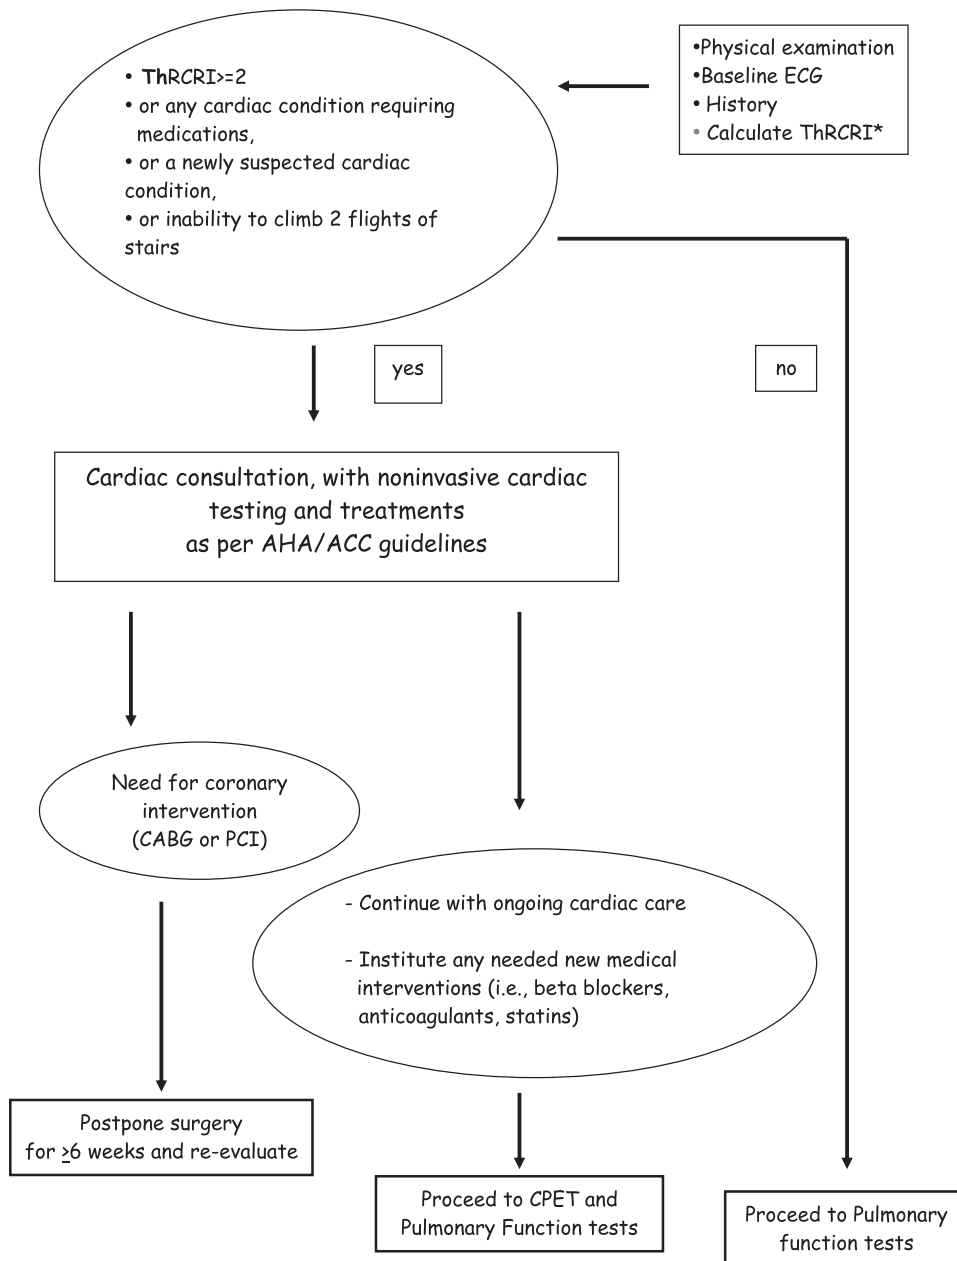 • ThRCRI>=2
• or any cardiac condition requiring
medications,
• or a newly suspected cardiac
condition,
• or inability to climb 2 flights of
stairs
•Physical examination
•Baseline ECG
• History
• Calculate ThRCRI*
yes
no
Cardiac consultation, with noninvasive cardiac
testing and treatments
as per AHA/ACC guidelines
Need for coronary
intervention
(CABG or PCI)
- Continue with ongoing cardiac care
- Institute any needed new medical
interventions (i.e., beta blockers,
anticoagulants, statins)
Postpone surgery
for ≥6 weeks and re-evaluate
Proceed to CPET and
Pulmonary Function tests
Proceed to Pulmonary
function tests